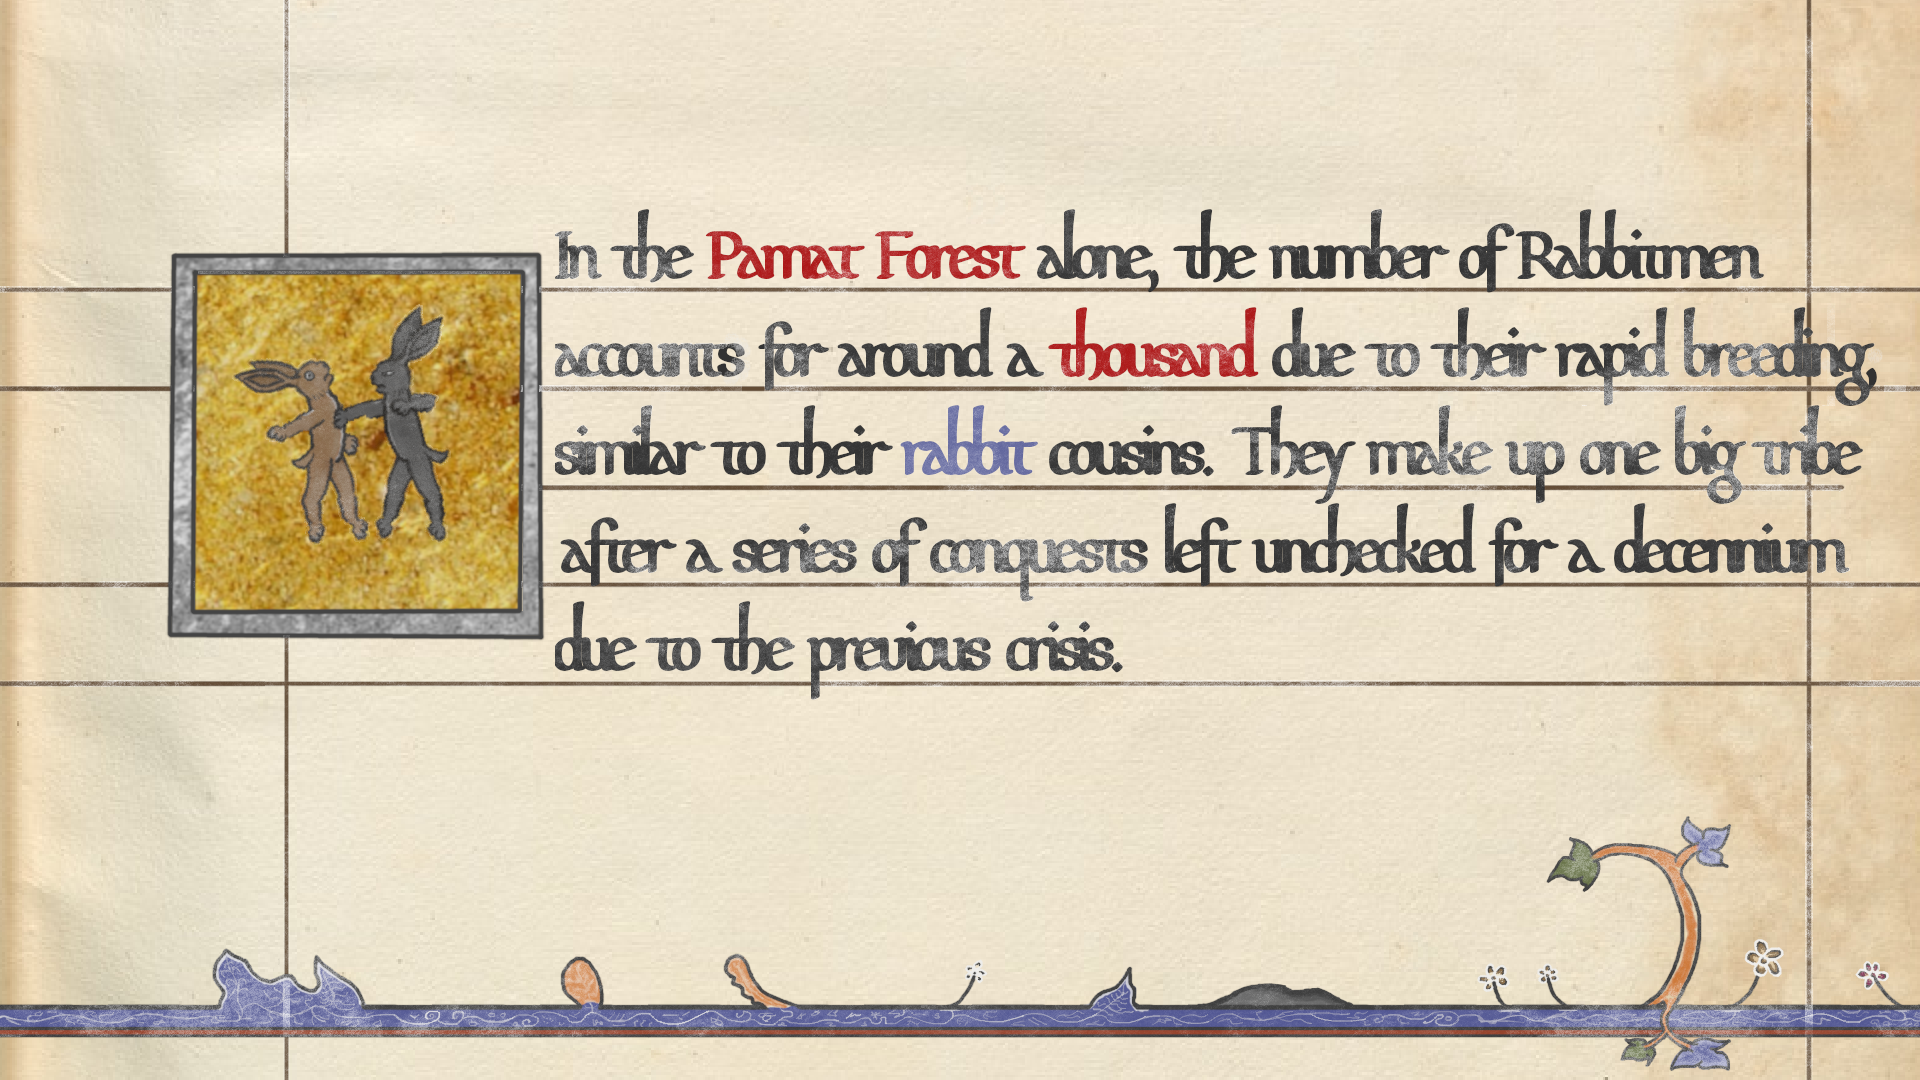 In the Pamat Forest alone, the number of Rabbitmen
accounts for around a thousand due to their rapid breeding,
similar to their rabbit cousins. They make up one big tribe
after a series of conquests left unchecked for a decennium
due to the previous crisis.